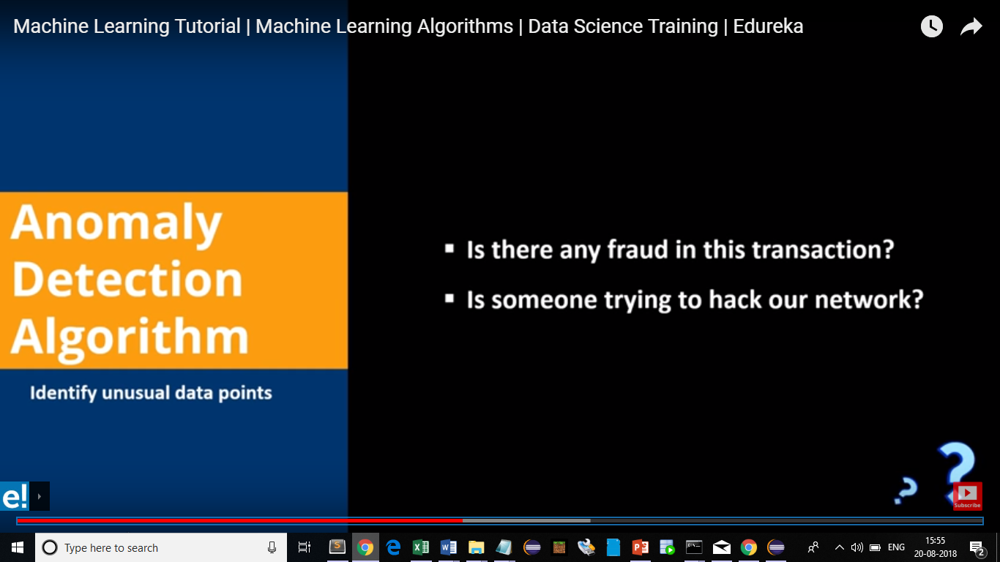 Machine Learning Tutorial | Machine Learning Algorithms | Data Science Training | Edureka
Anomaly
Detection
Algorithm
Identify unusual data points
▪ Is there any fraud in this transaction?
▪ Is someone trying to hack our network?
? ?
e!
Subscribe
Type here to search
S
e
X
W
P
C:\
ENG
15:55
20-08-2018
2